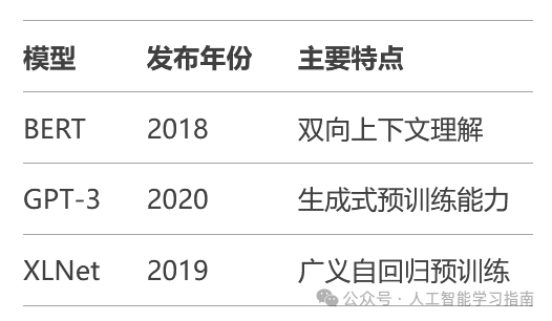 模型 发布年份 主要特点
BERT 2018 双向上下文理解
GPT-3 2020 生成式预训练能力
XLNet 2019 广义自回归预训练
公众号 · 人工智能学习指南